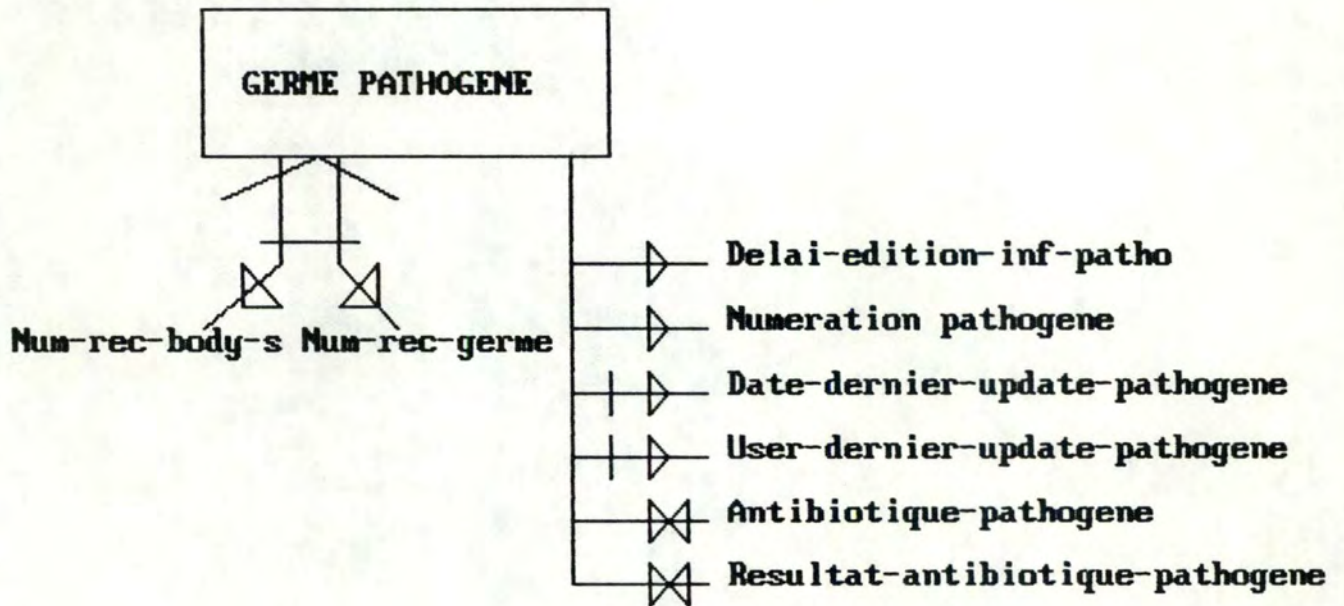 GERME PATHOGENE
Num-rec-body-s Num-rec-germe
Delai-edition-inf-patho
Numeration pathogene
Date-dernier-update-pathogene
User-dernier-update-pathogene
Antibiotique-pathogene
Resultat-antibiotique-pathogene